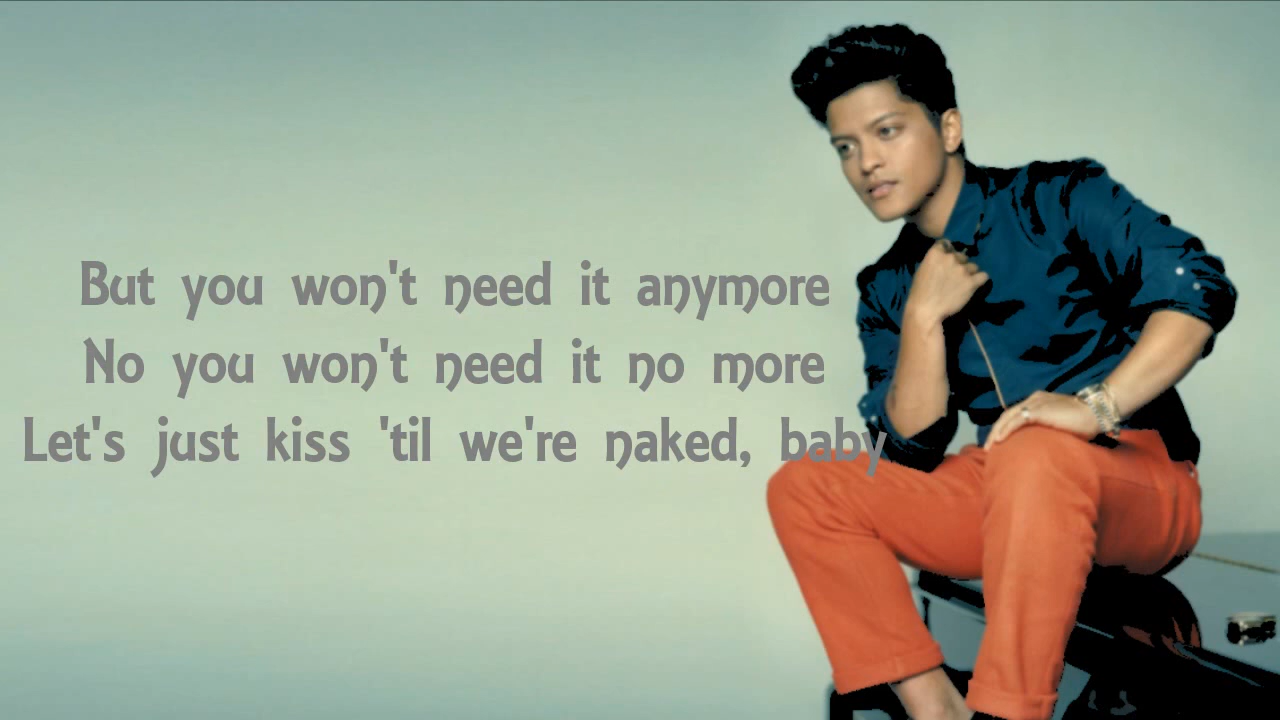 But you won't need it anymore
No you won't need it no more
Let's just kiss 'til we're naked, baby